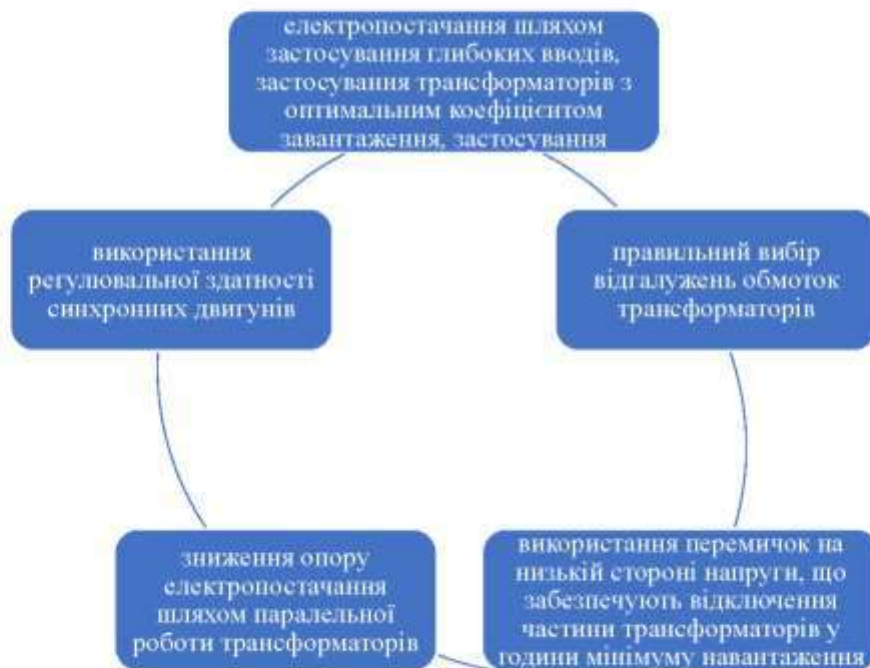 електропостачання шляхом
застосування глибоких вводів,
застосування трансформаторів з
оптимальним коефіцієнтом
завантаження, застосування
правильний вибір
відгалужень обмоток
трансформаторів
використання перемичок на
низькій стороні напруги, що
забезпечують відключення
частини трансформаторів у
години мінімуму навантаження
зниження опору
електропостачання
шляхом паралельної
роботи трансформаторів
використання
регулювальної здатності
синхронних двигунів